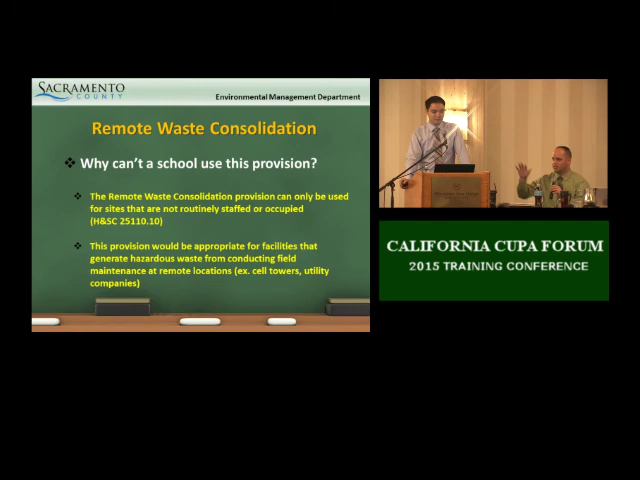 SACRAMENTO
COUNTY
Environmental Management Department
Remote Waste Consolidation
Why can't a school use this provision?
The Remote Waste Consolidation provision can only be used
for sites that are not routinely staffed or occupied
(H&SC 25110.10)
This provision would be appropriate for facilities that
generate hazardous waste from conducting field
maintenance at remote locations (ex. cell towers, utility
companies)
CALIFORNIA CUPA FORUM
2015 TRAINING CONFERENCE